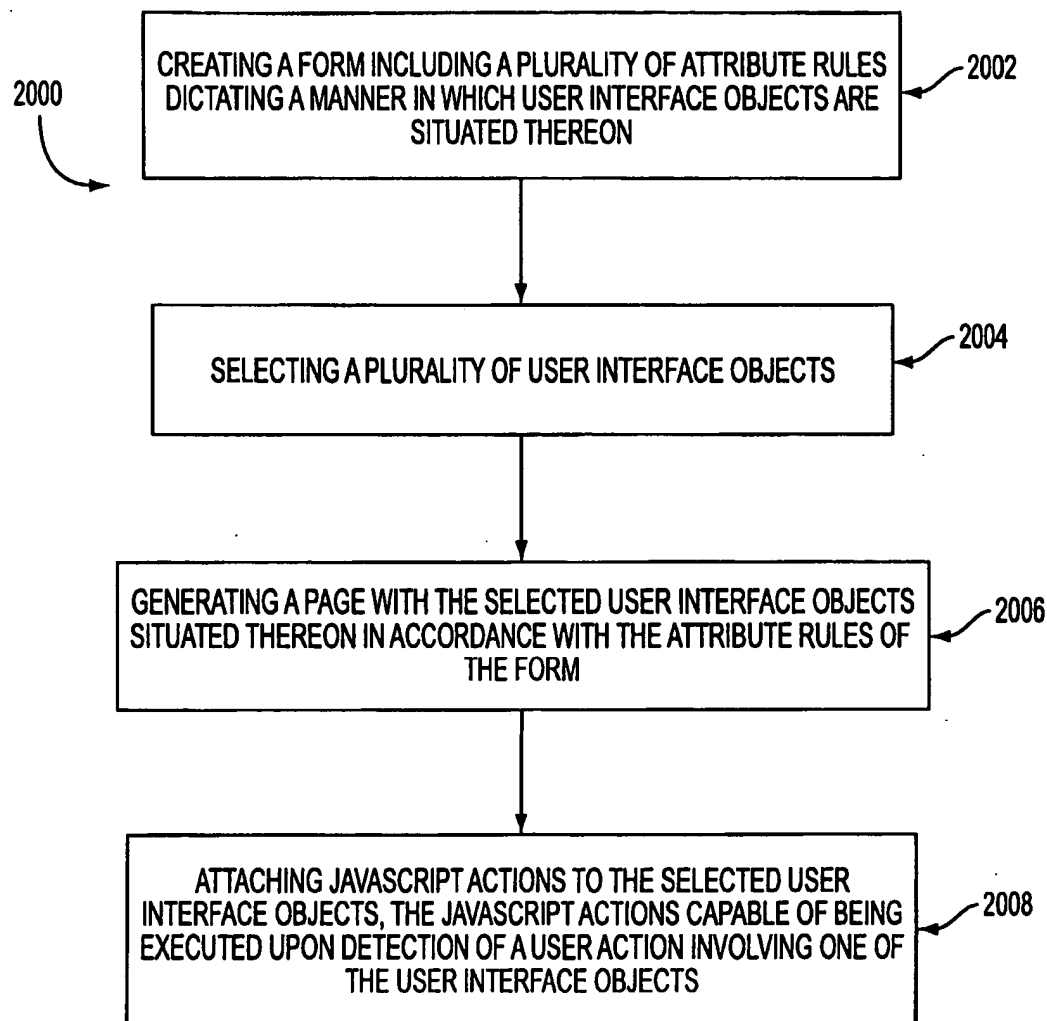 CREATING A FORM INCLUDING A PLURALITY OF ATTRIBUTE RULES
DICTATING A MANNER IN WHICH USER INTERFACE OBJECTS ARE
SITUATED THEREON
2002
2000
SELECTING A PLURALITY OF USER INTERFACE OBJECTS
2004
GENERATING A PAGE WITH THE SELECTED USER INTERFACE OBJECTS
SITUATED THEREON IN ACCORDANCE WITH THE ATTRIBUTE RULES OF
THE FORM
2006
ATTACHING JAVASCRIPT ACTIONS TO THE SELECTED USER
INTERFACE OBJECTS, THE JAVASCRIPT ACTIONS CAPABLE OF BEING
EXECUTED UPON DETECTION OF A USER ACTION INVOLVING ONE OF
THE USER INTERFACE OBJECTS
2008